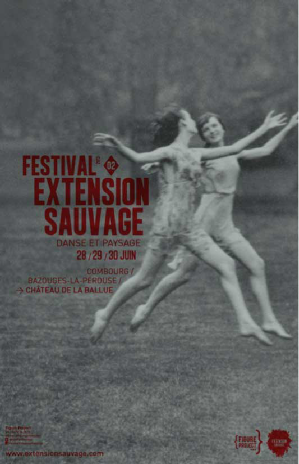 FESTIVAL
02
EXTENSION
SAUVAGE
DANSE ET PAYSAGE
28/29/30 JUIN
COMBOURG/
BAZOUGES-LA-PÉROUSE/
→ CHÂTEAU DE LA BALLUE
www.extensionsauvage.com